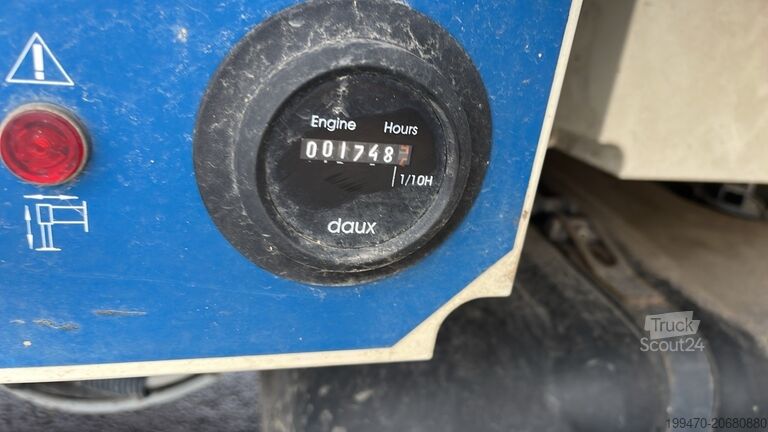 Engine Hours
001748
1/10H
daux
Truck
Scout24
199470-20680880